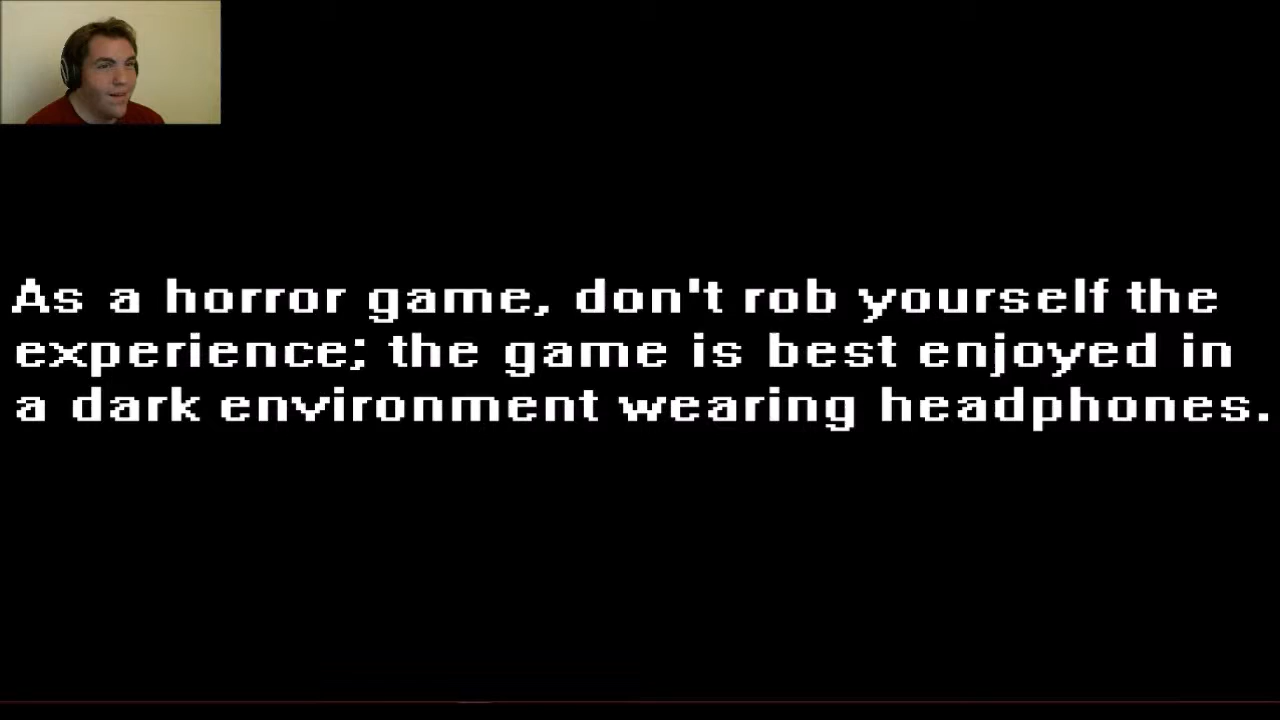 As a horror game, don't rob yourself the
experience; the game is best enjoyed in
a dark environment wearing headphones.